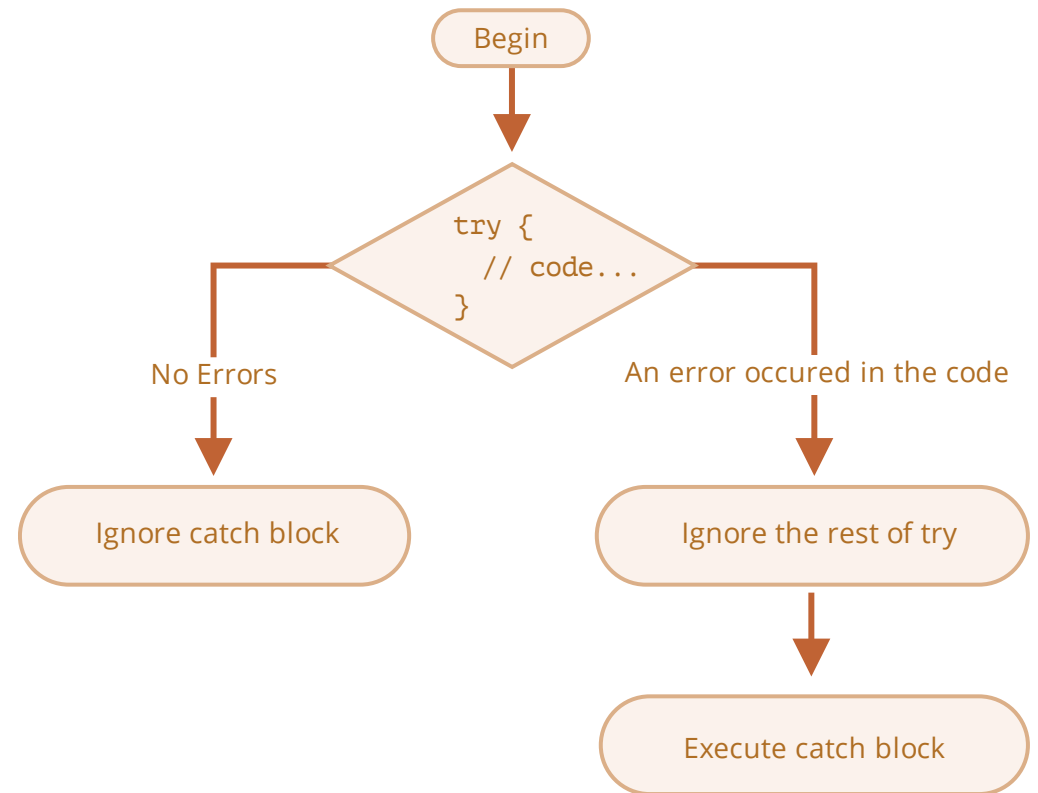 Begin
try {
  // code...
}
No Errors
An error occured in the code
Ignore catch block
Ignore the rest of try
Execute catch block